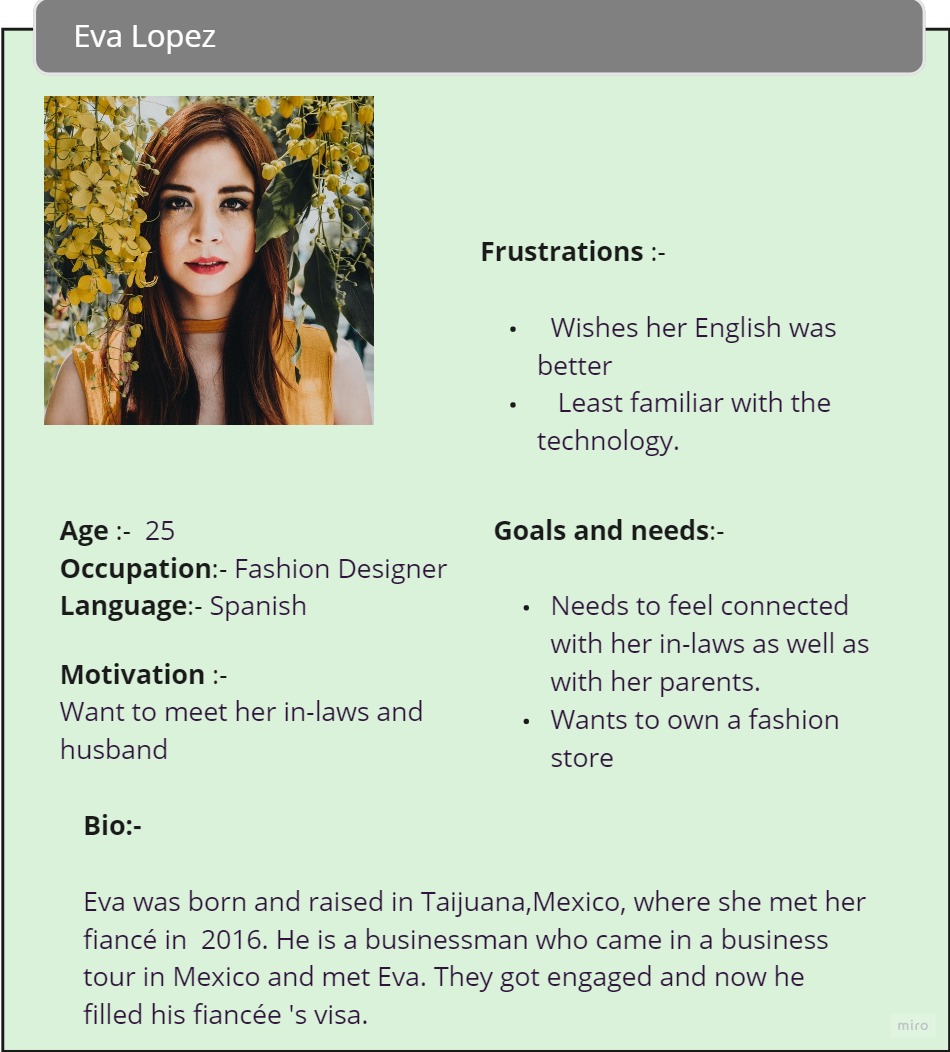 Eva Lopez
Frustrations :-
• Wishes her English was
better
• Least familiar with the
technology.
Age :- 25
Occupation:- Fashion Designer
Language:- Spanish
Motivation :-
Want to meet her in-laws and
husband
Goals and needs:-
• Needs to feel connected
with her in-laws as well as
with her parents.
• Wants to own a fashion
store
Bio:-
Eva was born and raised in Taijuana,Mexico, where she met her
fiancé in 2016. He is a businessman who came in a business
tour in Mexico and met Eva. They got engaged and now he
filled his fiancée 's visa.
miro